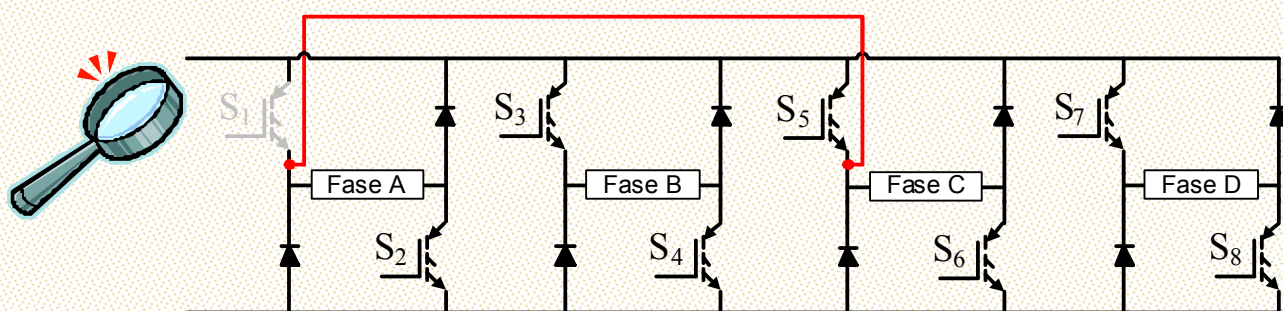 S1
S3
S5
S7
Fase A
Fase B
Fase C
Fase D
S2
S4
S6
S8